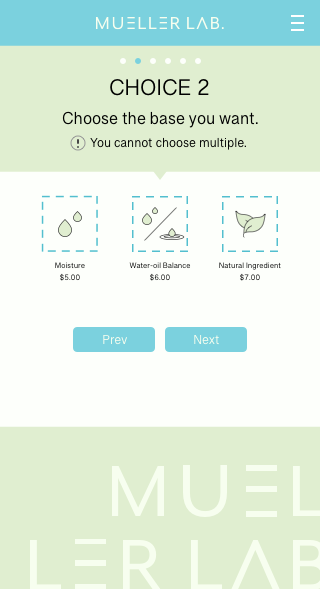 MUELLER LAB.
CHOICE 2
Choose the base you want.
You cannot choose multiple.
Moisture
$5.00
Water-oil Balance
$6.00
Natural Ingredient
$7.00
Prev
Next
MUEL
LER LAB